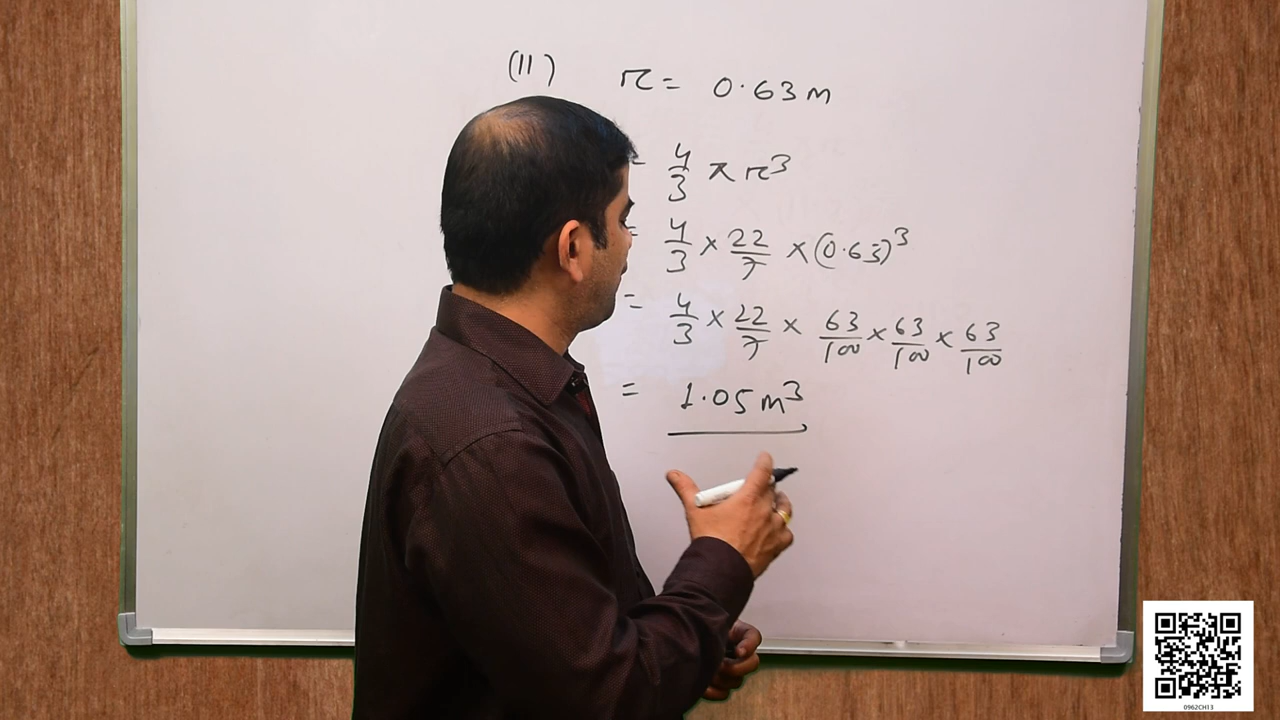 (II) r = 0.63 m
= 4/3 π r³
= 4/3 × 22/7 × (0.63)³
= 4/3 × 22/7 × 63/100 × 63/100 × 63/100
= 1.05 m³
0962CH13